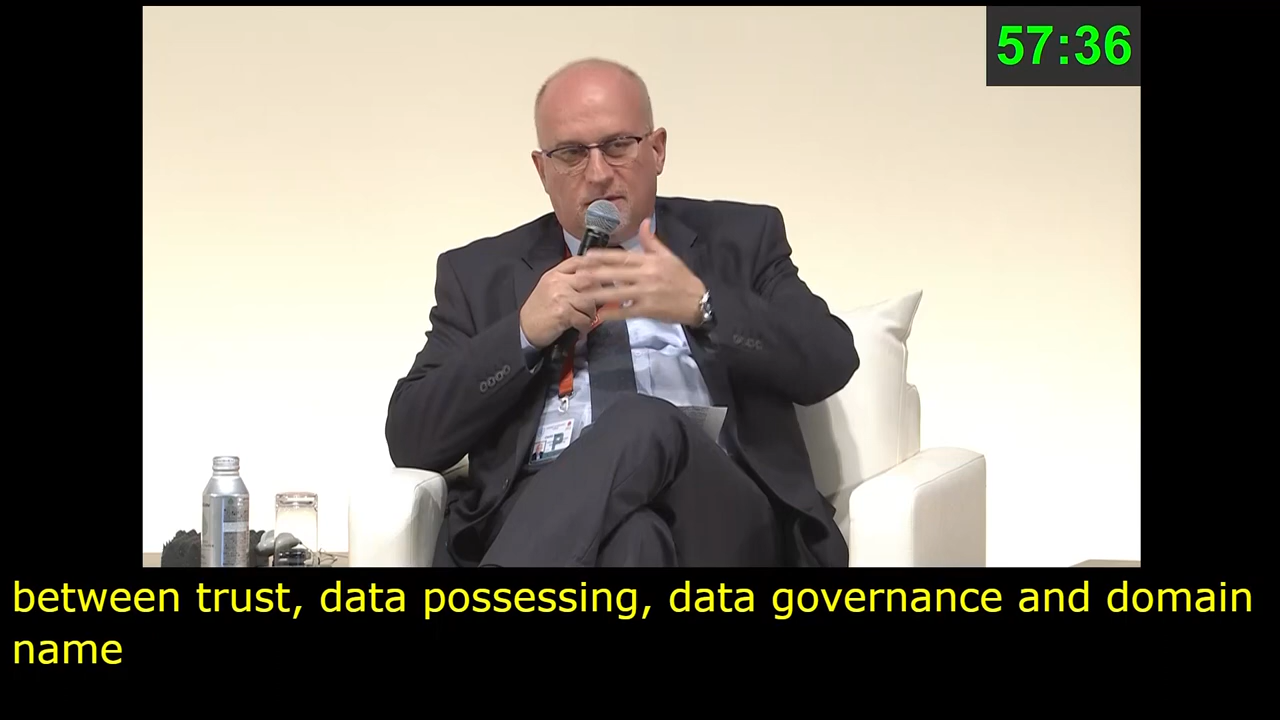 57:36
P
between trust, data possessing, data governance and domain
name